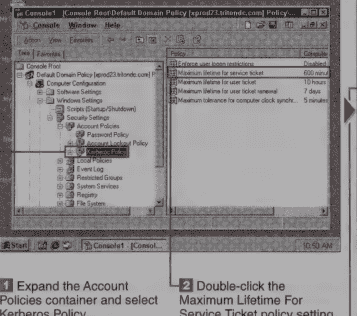 Console1 - [Console Root\Default Domain Policy [xprod23.tritondc.com] Policy\...
Console Window Help
Action View Favorites
Tree Favorites
Policy Computer
Console Root
Default Domain Policy [xprod23.tritondc.com] P
Computer Configuration
Software Settings
Windows Settings
Scripts (Startup/Shutdown)
Security Settings
Account Policies
Password Policy
Account Lockout Policy
Kerberos Policy
Local Policies
Event Log
Restricted Groups
System Services
Registry
File System
Enforce user logon restrictions Disabled
Maximum lifetime for service ticket 600 minut
Maximum lifetime for user ticket 10 hours
Maximum lifetime for user ticket renewal 7 days
Maximum tolerance for computer clock synchr... 5 minutes
Start Console1 - [Consol... 10:50 AM
1 Expand the Account
Policies container and select
Kerberos Policy
2 Double-click the
Maximum Lifetime For
Service Ticket policy setting